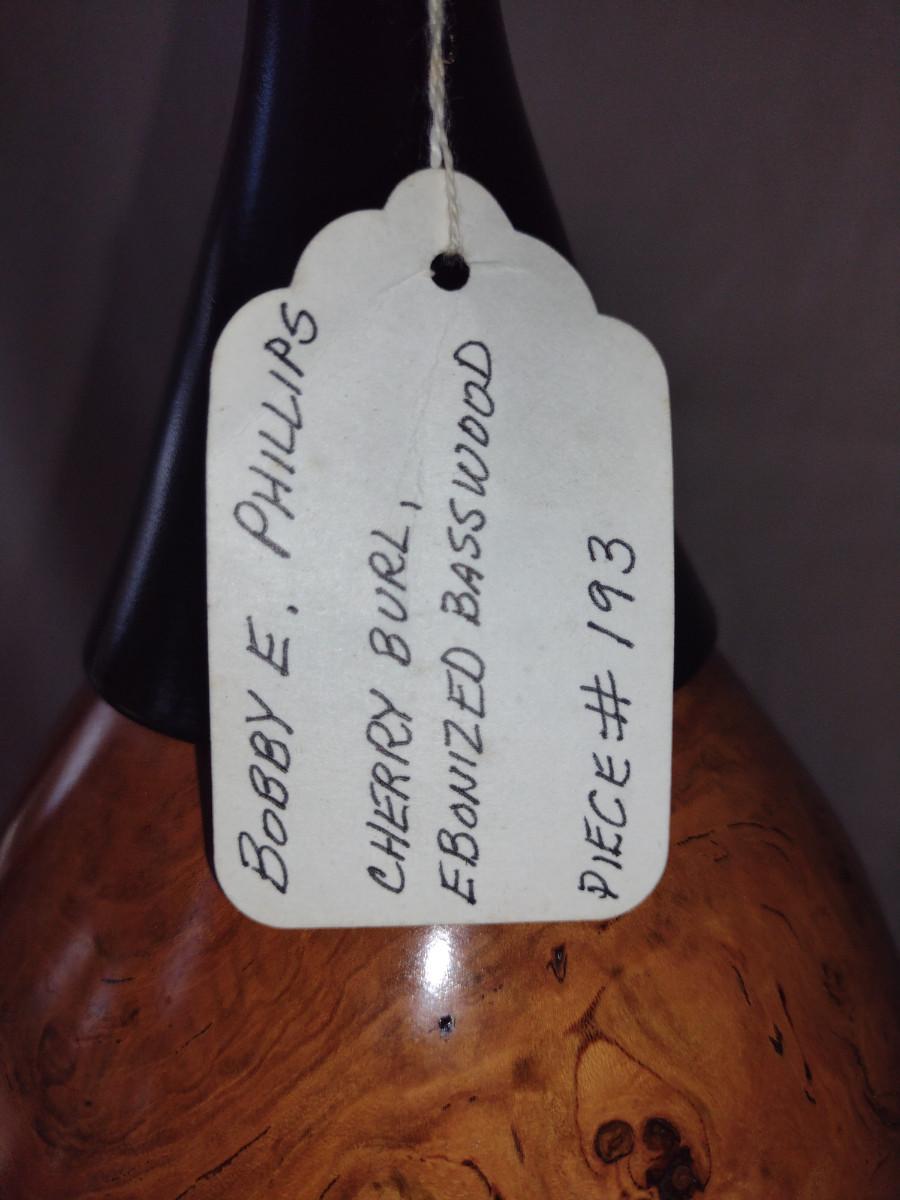 BOBBY E. PHILLIPS
CHERRY BURL,
EBONIZED BASSWOOD
PIECE # 193